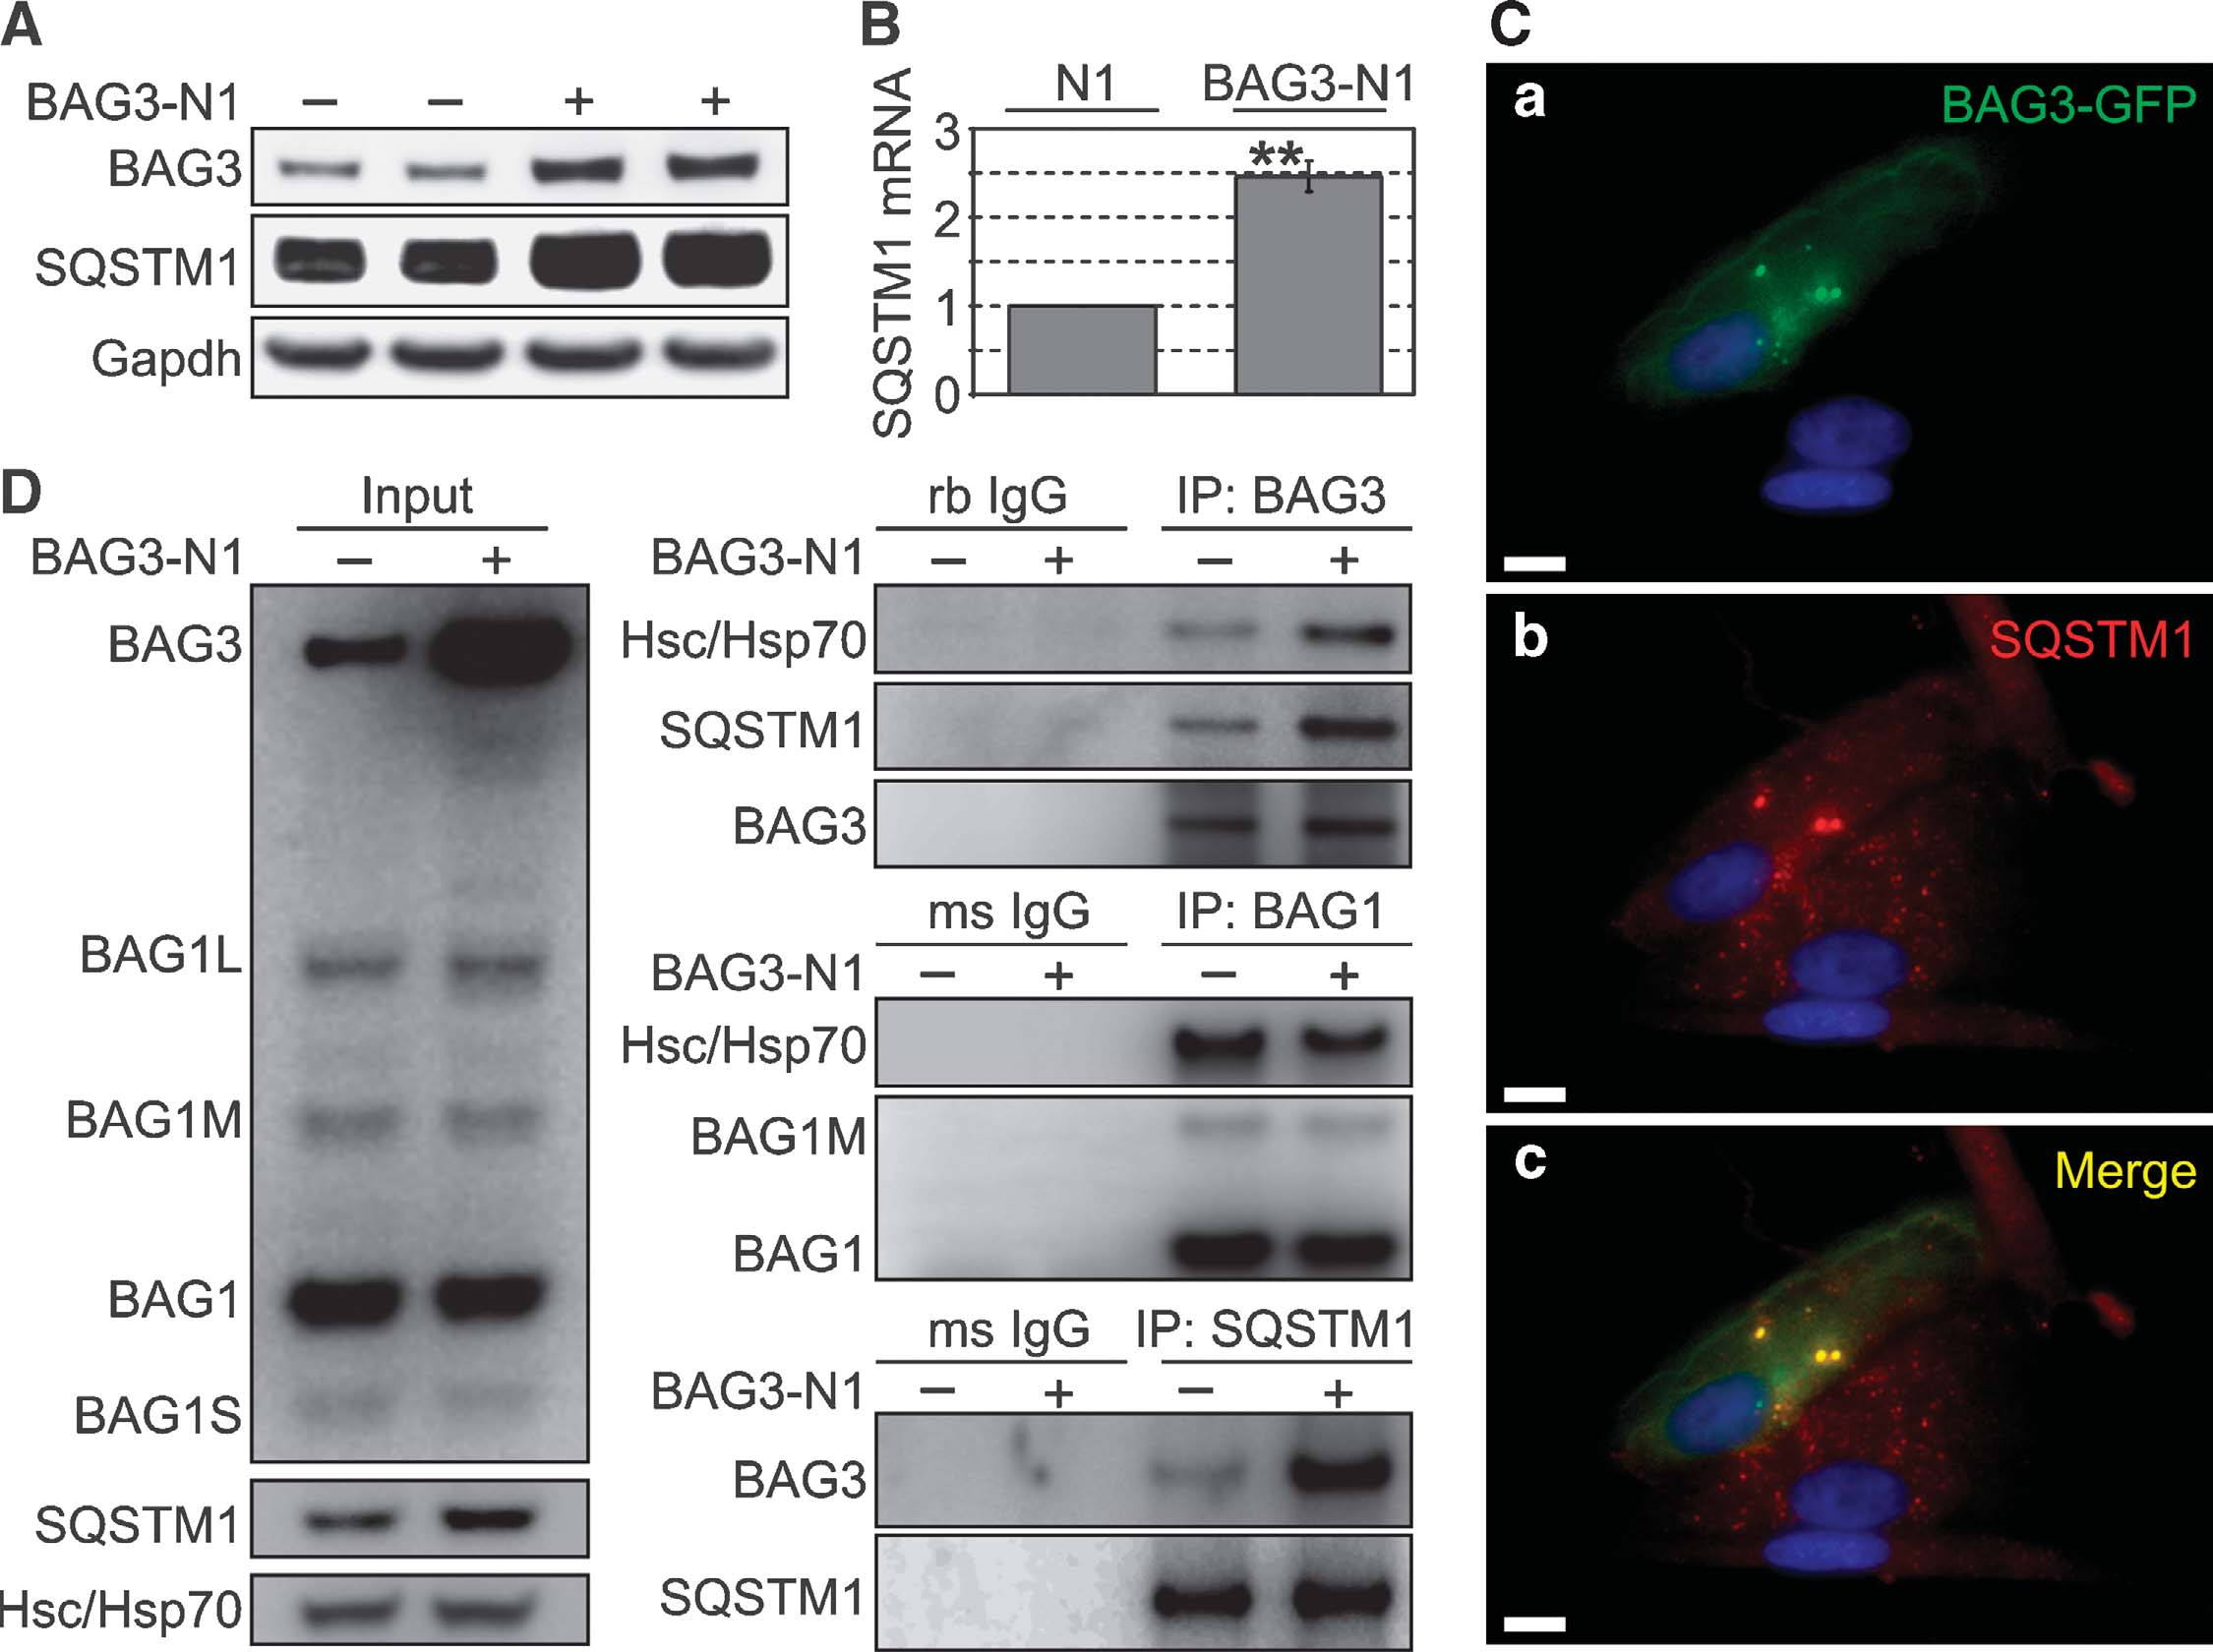 A
BAG3-N1 – – + +
BAG3
SQSTM1
Gapdh
B
N1 BAG3-N1
SQSTM1 mRNA
3
2
1
0
**
C
a BAG3-GFP
b SQSTM1
c Merge
D
Input
BAG3-N1 – +
BAG3
BAG1L
BAG1M
BAG1
BAG1S
SQSTM1
Hsc/Hsp70
rb IgG IP: BAG3
BAG3-N1 – + – +
Hsc/Hsp70
SQSTM1
BAG3
ms IgG IP: BAG1
BAG3-N1 – + – +
Hsc/Hsp70
BAG1M
BAG1
ms IgG IP: SQSTM1
BAG3-N1 – + – +
BAG3
SQSTM1